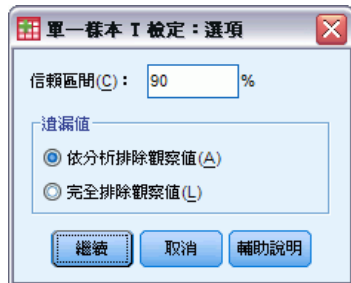 單一樣本 T 檢定：選項
信賴區間(C)： 90 %
遺漏值
依分析排除觀察值(A)
完全排除觀察值(L)
繼續 取消 輔助說明